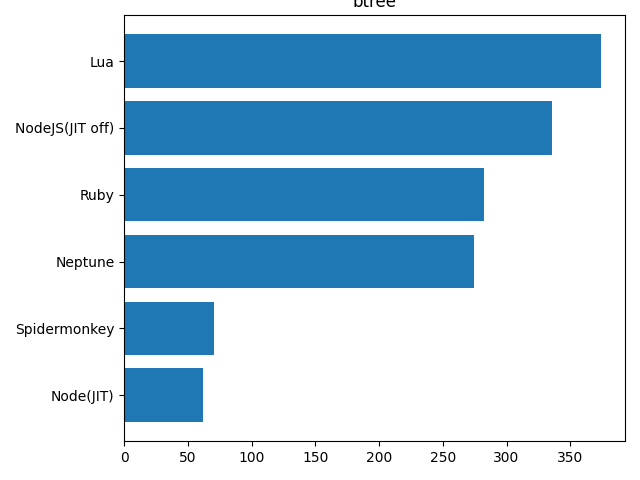 btree
Lua
NodeJS(JIT off)
Ruby
Neptune
Spidermonkey
Node(JIT)
0 50 100 150 200 250 300 350